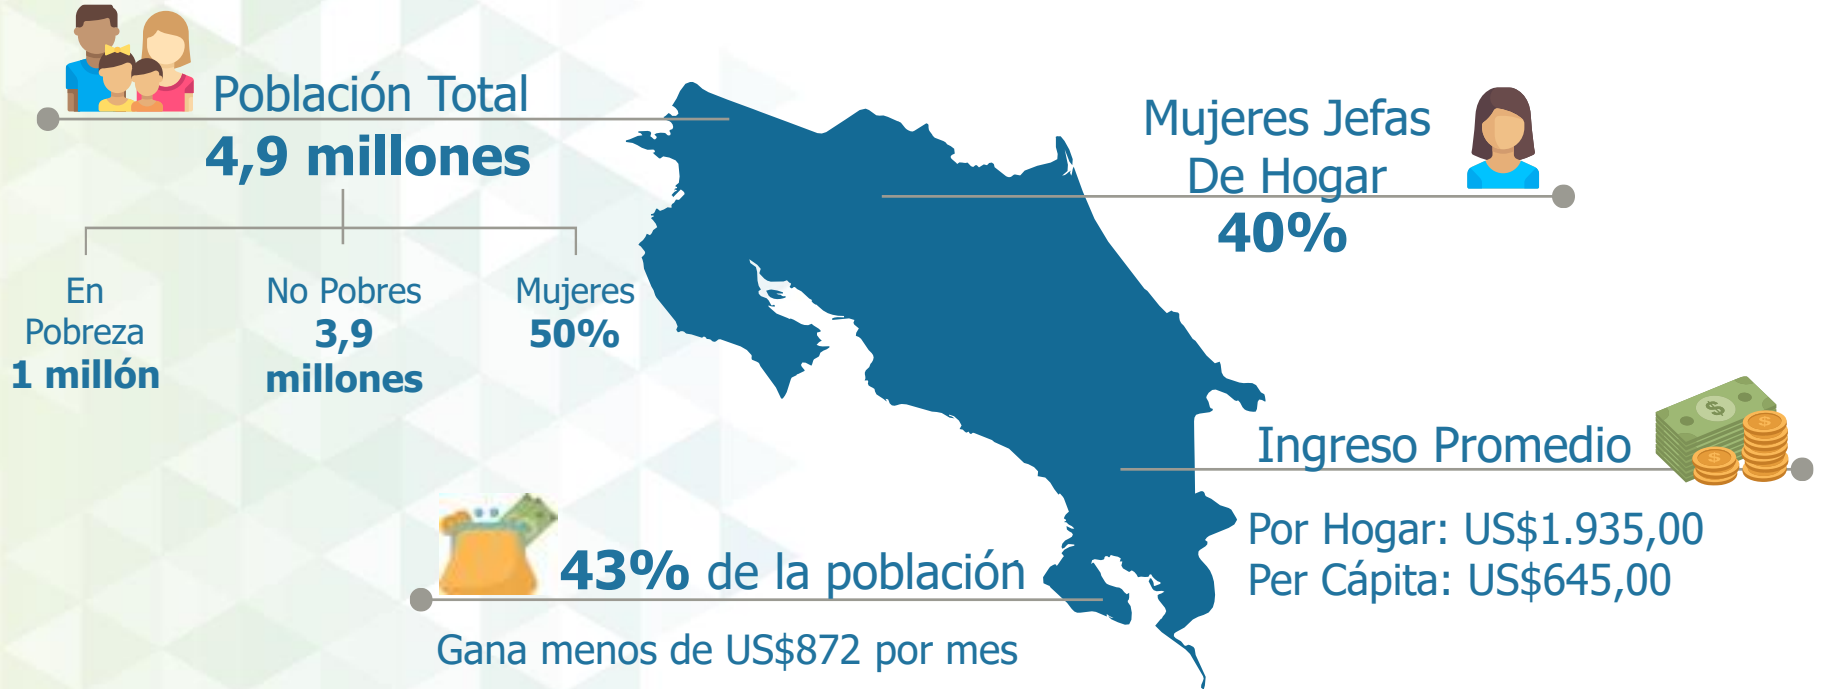 Población Total
4,9 millones
En
Pobreza
1 millón
No Pobres
3,9
millones
Mujeres
50%
Mujeres Jefas
De Hogar
40%
Ingreso Promedio
Por Hogar: US$1.935,00
Per Cápita: US$645,00
43% de la población
Gana menos de US$872 por mes